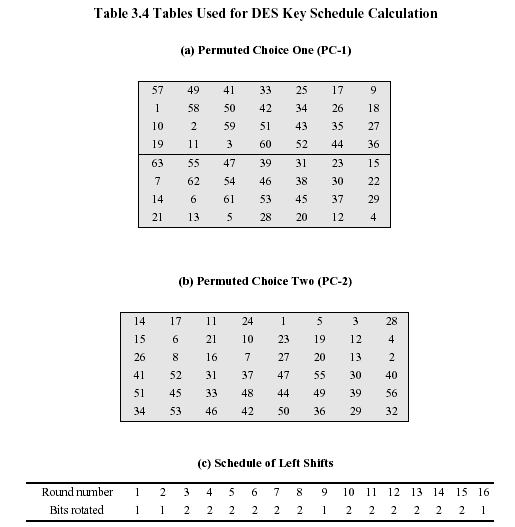 Table 3.4 Tables Used for DES Key Schedule Calculation
(a) Permuted Choice One (PC-1)
57 49 41 33 25 17 9
1 58 50 42 34 26 18
10 2 59 51 43 35 27
19 11 3 60 52 44 36
63 55 47 39 31 23 15
7 62 54 46 38 30 22
14 6 61 53 45 37 29
21 13 5 28 20 12 4
(b) Permuted Choice Two (PC-2)
14 17 11 24 1 5 3 28
15 6 21 10 23 19 12 4
26 8 16 7 27 20 13 2
41 52 31 37 47 55 30 40
51 45 33 48 44 49 39 56
34 53 46 42 50 36 29 32
(c) Schedule of Left Shifts
Round number 1 2 3 4 5 6 7 8 9 10 11 12 13 14 15 16
Bits rotated 1 1 2 2 2 2 2 2 1 2 2 2 2 2 2 1